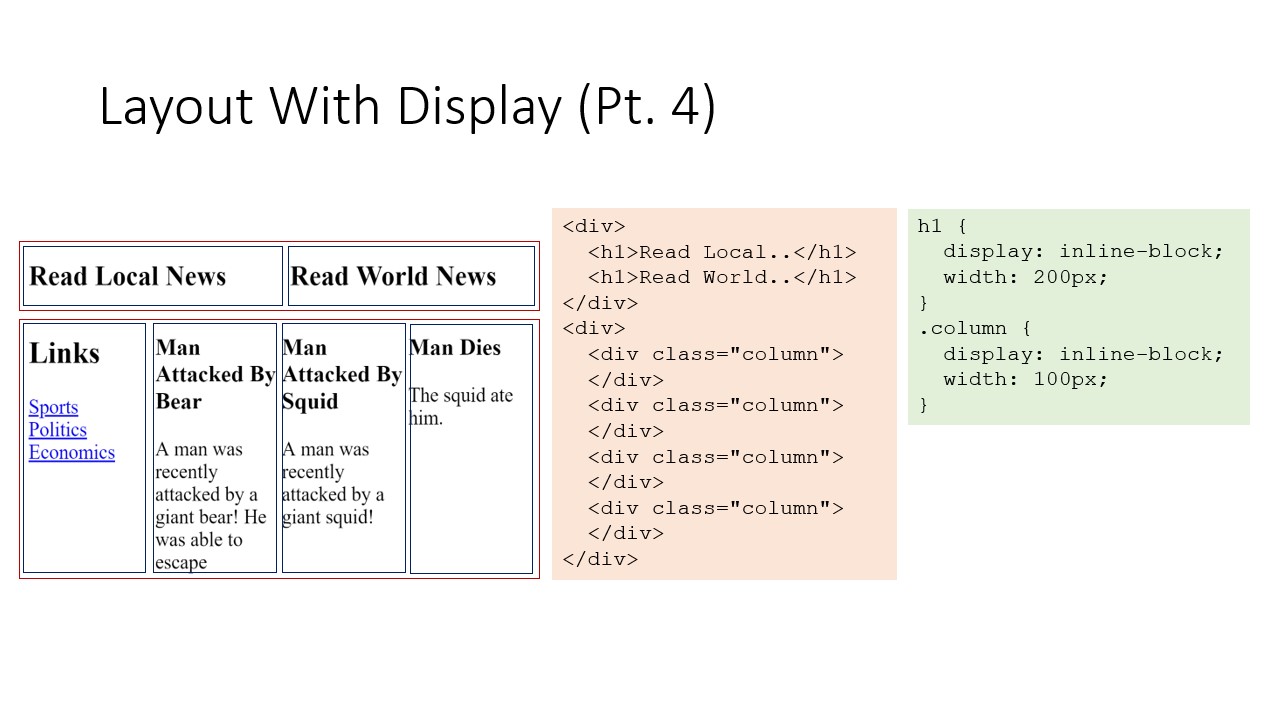 Layout With Display (Pt. 4)
Read Local News
Read World News
Links
Sports
Politics
Economics
Man
Attacked By
Bear
A man was
recently
attacked by a
giant bear! He
was able to
escape
Man
Attacked By
Squid
A man was
recently
attacked by a
giant squid!
Man Dies
The squid ate
him.
<div>
  <h1>Read Local..</h1>
  <h1>Read World..</h1>
</div>
<div>
  <div class="column">
  </div>
  <div class="column">
  </div>
  <div class="column">
  </div>
  <div class="column">
  </div>
</div>
h1 {
  display: inline-block;
  width: 200px;
}
.column {
  display: inline-block;
  width: 100px;
}